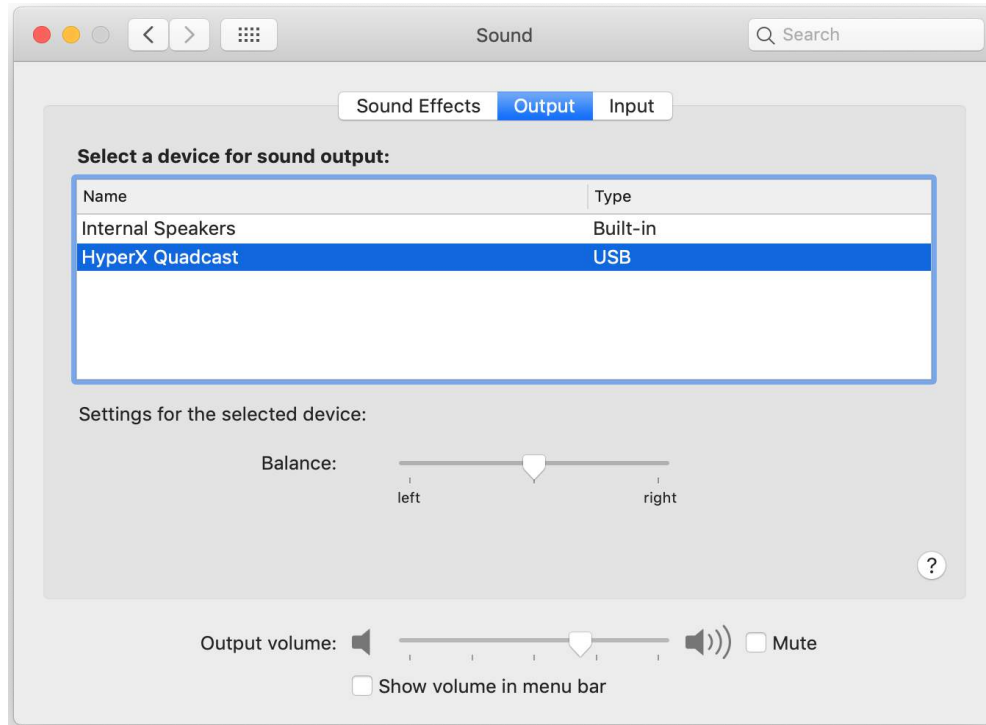 Sound
Search
Sound Effects Output Input
Select a device for sound output:
Name Type
Internal Speakers Built-in
HyperX Quadcast USB
Settings for the selected device:
Balance:
left right
?
Output volume: Mute
Show volume in menu bar